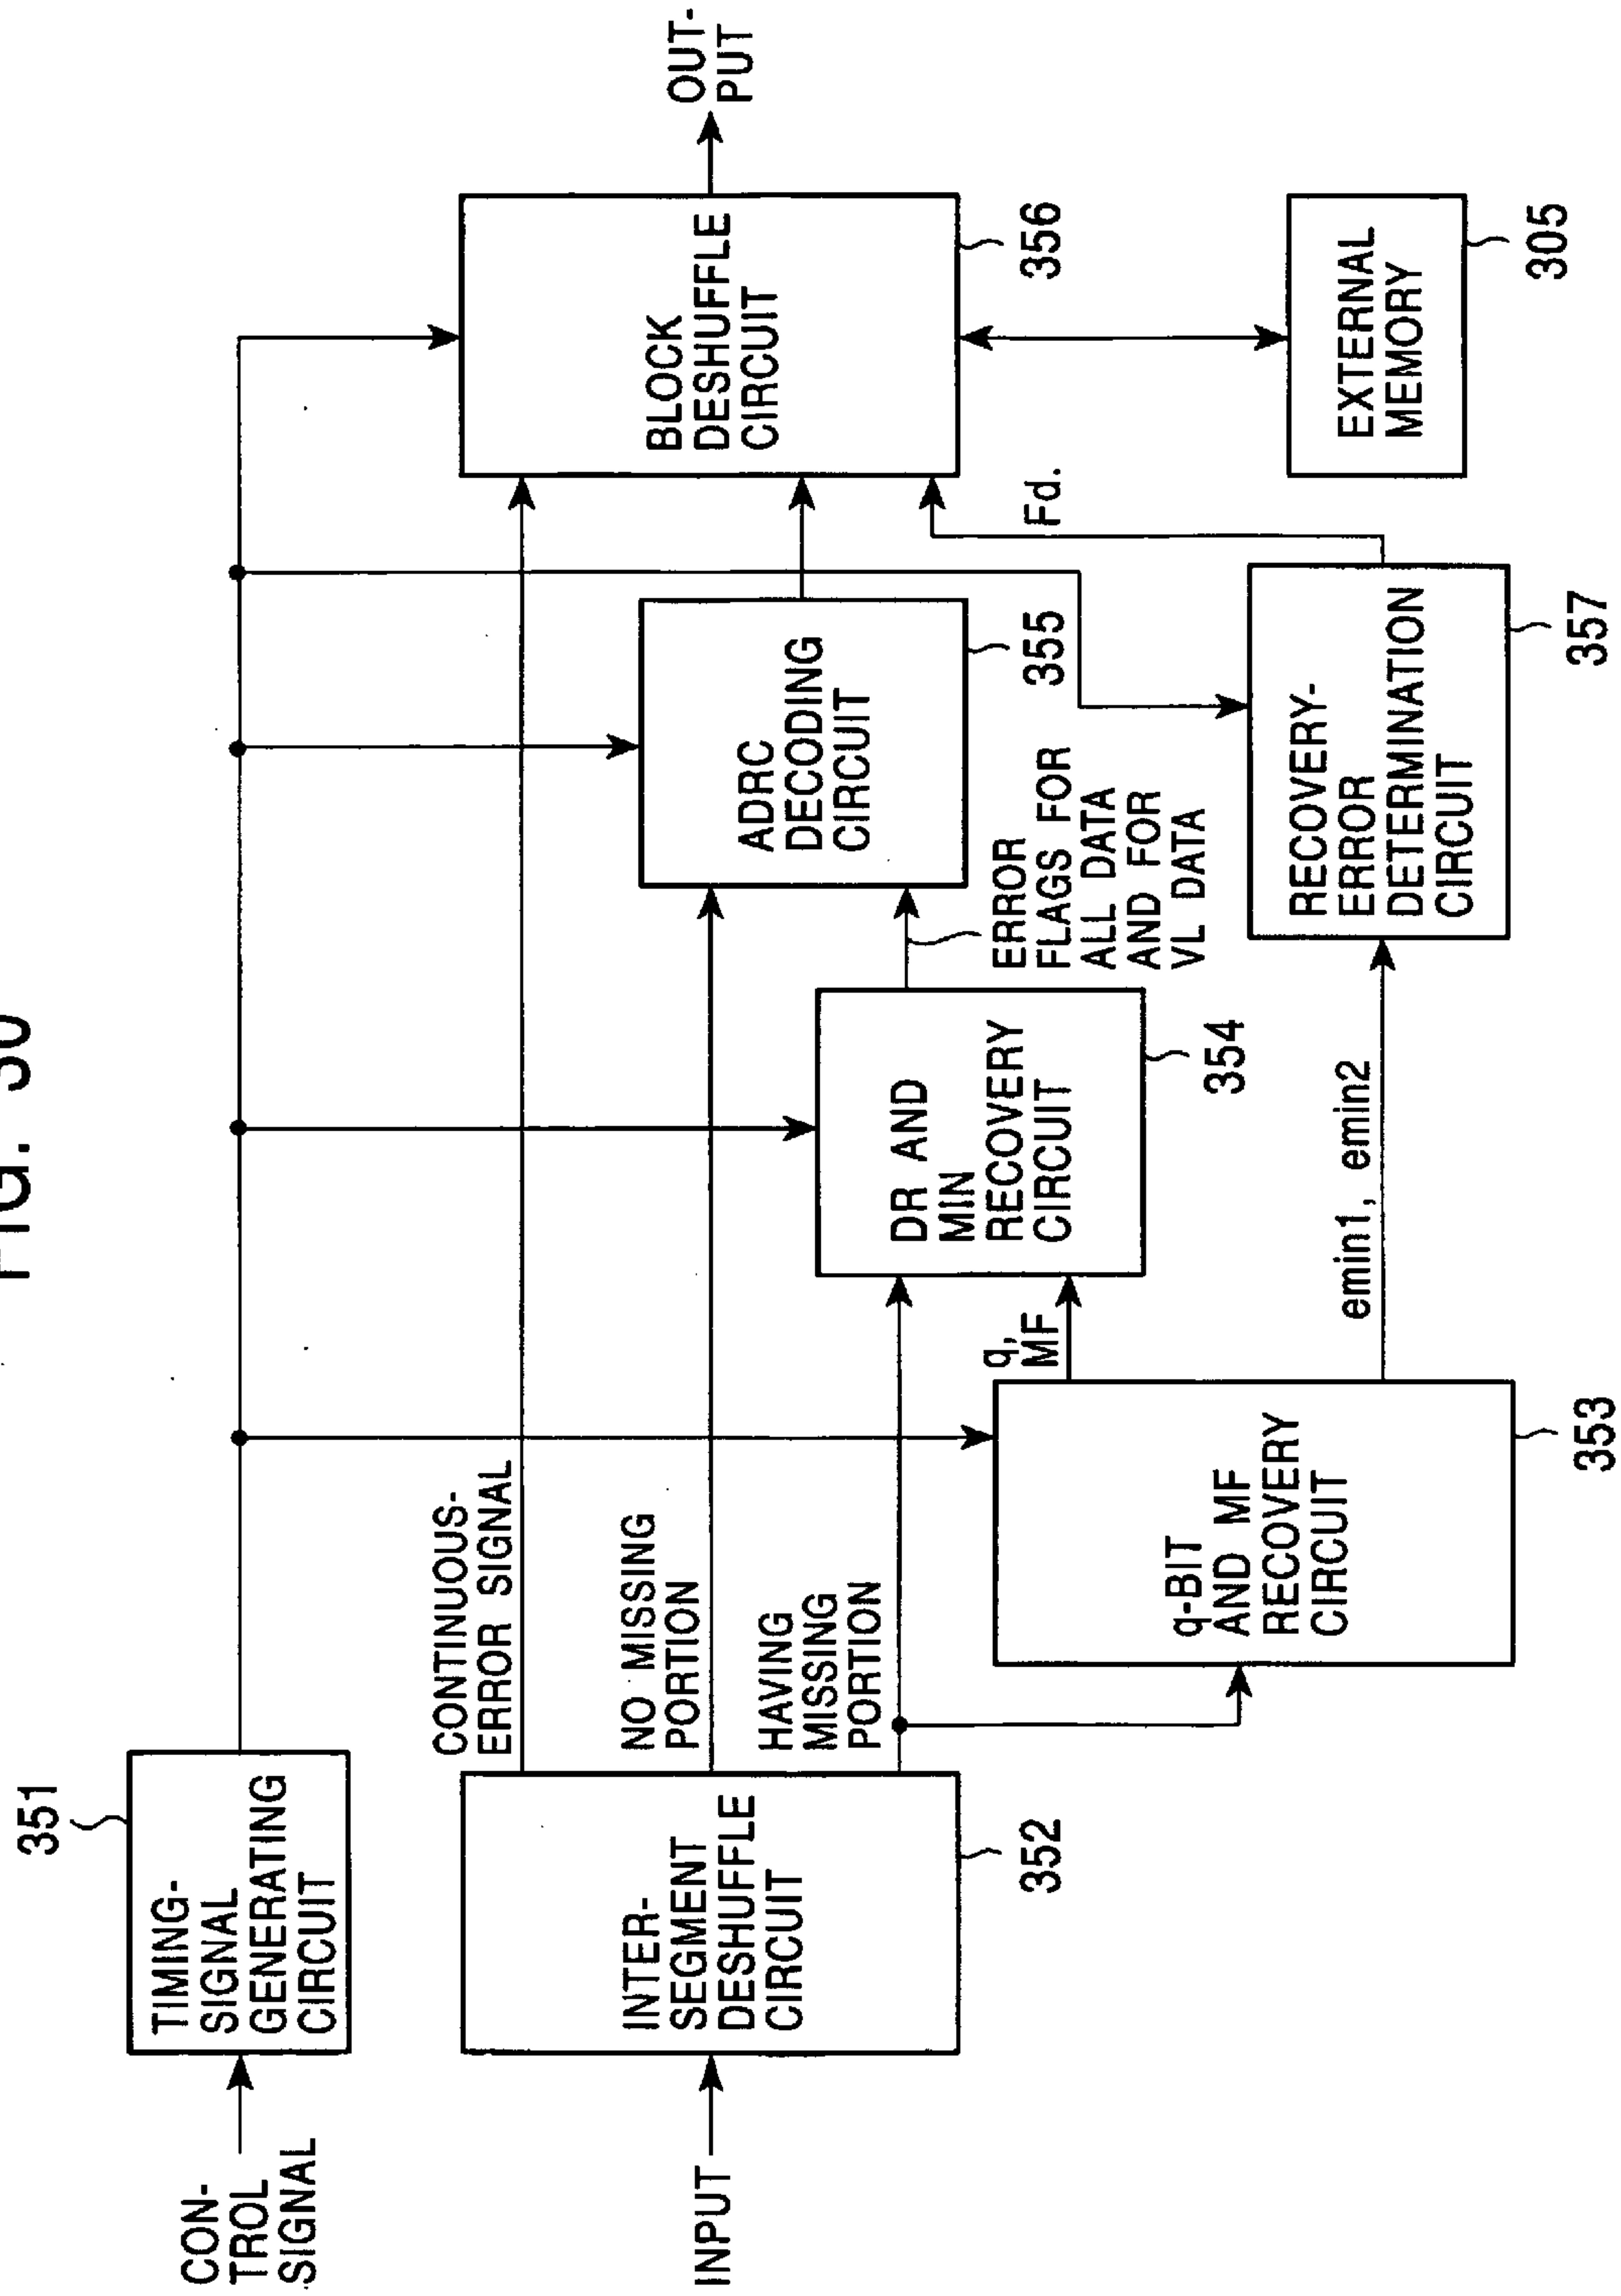 FIG. 30
351
TIMING-
SIGNAL
GENERATING
CIRCUIT
CON-
TROL
SIGNAL
INPUT
INTER-
SEGMENT
DESHUFFLE
CIRCUIT
352
CONTINUOUS-
ERROR SIGNAL
NO MISSING
PORTION
HAVING
MISSING
PORTION
q-BIT
AND MF
RECOVERY
CIRCUIT
353
q,
MF
emin1, emin2
DR AND
MIN
RECOVERY
CIRCUIT
354
ERROR
FLAGS FOR
ALL DATA
AND FOR
VL DATA
ADRC
DECODING
CIRCUIT
355
RECOVERY-
ERROR
DETERMINATION
CIRCUIT
357
Fd.
BLOCK
DESHUFFLE
CIRCUIT
356
EXTERNAL
MEMORY
305
OUT-
PUT